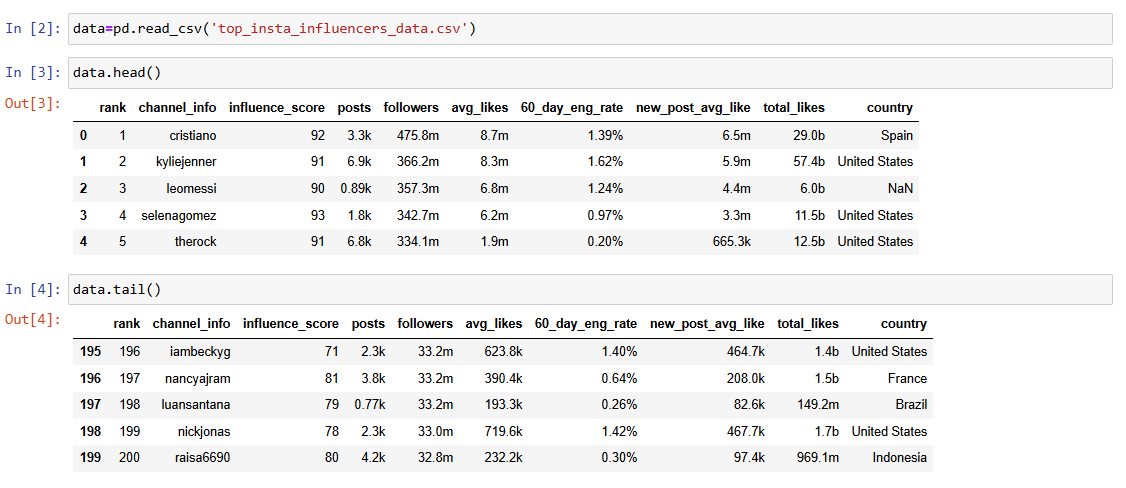 In [2]: data=pd.read_csv('top_insta_influencers_data.csv')
In [3]: data.head()
Out[3]:
rank channel_info influence_score posts followers avg_likes 60_day_eng_rate new_post_avg_like total_likes country
0 1 cristiano 92 3.3k 475.8m 8.7m 1.39% 6.5m 29.0b Spain
1 2 kyliejenner 91 6.9k 366.2m 8.3m 1.62% 5.9m 57.4b United States
2 3 leomessi 90 0.89k 357.3m 6.8m 1.24% 4.4m 6.0b NaN
3 4 selenagomez 93 1.8k 342.7m 6.2m 0.97% 3.3m 11.5b United States
4 5 therock 91 6.8k 334.1m 1.9m 0.20% 665.3k 12.5b United States
In [4]: data.tail()
Out[4]:
rank channel_info influence_score posts followers avg_likes 60_day_eng_rate new_post_avg_like total_likes country
195 196 iambeckyg 71 2.3k 33.2m 623.8k 1.40% 464.7k 1.4b United States
196 197 nancyajram 81 3.8k 33.2m 390.4k 0.64% 208.0k 1.5b France
197 198 luansantana 79 0.77k 33.2m 193.3k 0.26% 82.6k 149.2m Brazil
198 199 nickjonas 78 2.3k 33.0m 719.6k 1.42% 467.7k 1.7b United States
199 200 raisa6690 80 4.2k 32.8m 232.2k 0.30% 97.4k 969.1m Indonesia